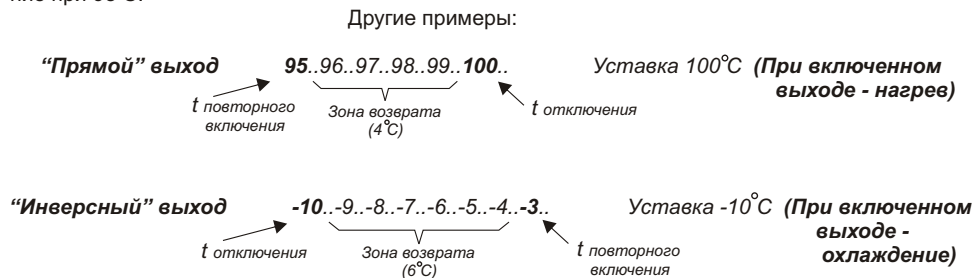 Другие примеры:
“Прямой” выход 95..96..97..98..99..100.. Уставка 100°C (При включенном выходе - нагрев)
t повторного включения
Зона возврата (4°C)
t отключения
“Инверсный” выход -10..-9..-8..-7..-6..-5..-4..-3.. Уставка -10°C (При включенном выходе - охлаждение)
t отключения
Зона возврата (6°C)
t повторного включения